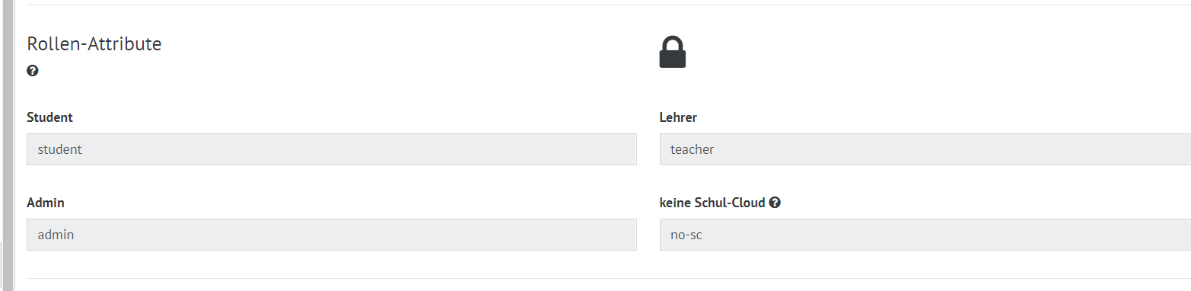 Rollen-Attribute
Student
Lehrer
student
teacher
Admin
keine Schul-Cloud
admin
no-sc